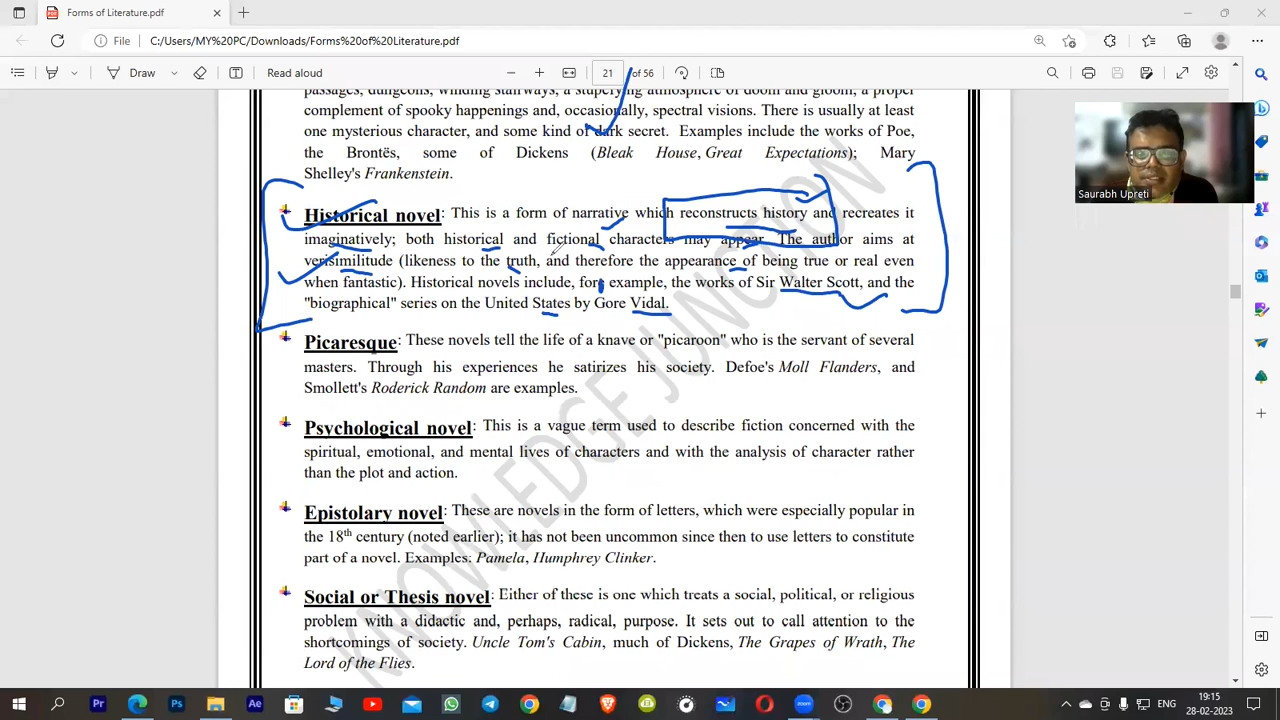 Forms of Literature.pdf
File
C:/Users/MY%20PC/Downloads/Forms%20of%20Literature.pdf
Draw
Read aloud
21 of 56
passages, dungeons, winding stairways, a stupefying atmosphere of doom and gloom, a proper
complement of spooky happenings and, occasionally, spectral visions. There is usually at least
one mysterious character, and some kind of dark secret. Examples include the works of Poe,
the Brontës, some of Dickens (Bleak House, Great Expectations); Mary
Shelley's Frankenstein.
Saurabh Upreti
Historical novel: This is a form of narrative which reconstructs history and recreates it
imaginatively; both historical and fictional characters may appear. The author aims at
verisimilitude (likeness to the truth, and therefore the appearance of being true or real even
when fantastic). Historical novels include, fore example, the works of Sir Walter Scott, and the
"biographical" series on the United States by Gore Vidal.
Picaresque: These novels tell the life of a knave or "picaroon" who is the servant of several
masters. Through his experiences he satirizes his society. Defoe's Moll Flanders, and
Smollett's Roderick Random are examples.
Psychological novel: This is a vague term used to describe fiction concerned with the
spiritual, emotional, and mental lives of characters and with the analysis of character rather
than the plot and action.
Epistolary novel: These are novels in the form of letters, which were especially popular in
the 18th century (noted earlier); it has not been uncommon since then to use letters to constitute
part of a novel. Examples: Pamela, Humphrey Clinker.
Social or Thesis novel: Either of these is one which treats a social, political, or religious
problem with a didactic and, perhaps, radical, purpose. It sets out to call attention to the
shortcomings of society. Uncle Tom's Cabin, much of Dickens, The Grapes of Wrath, The
Lord of the Flies.
KNOWLEDGE JUNCTION
Pr
Ps
Ae
zoom
ENG
19:15
28-02-2023